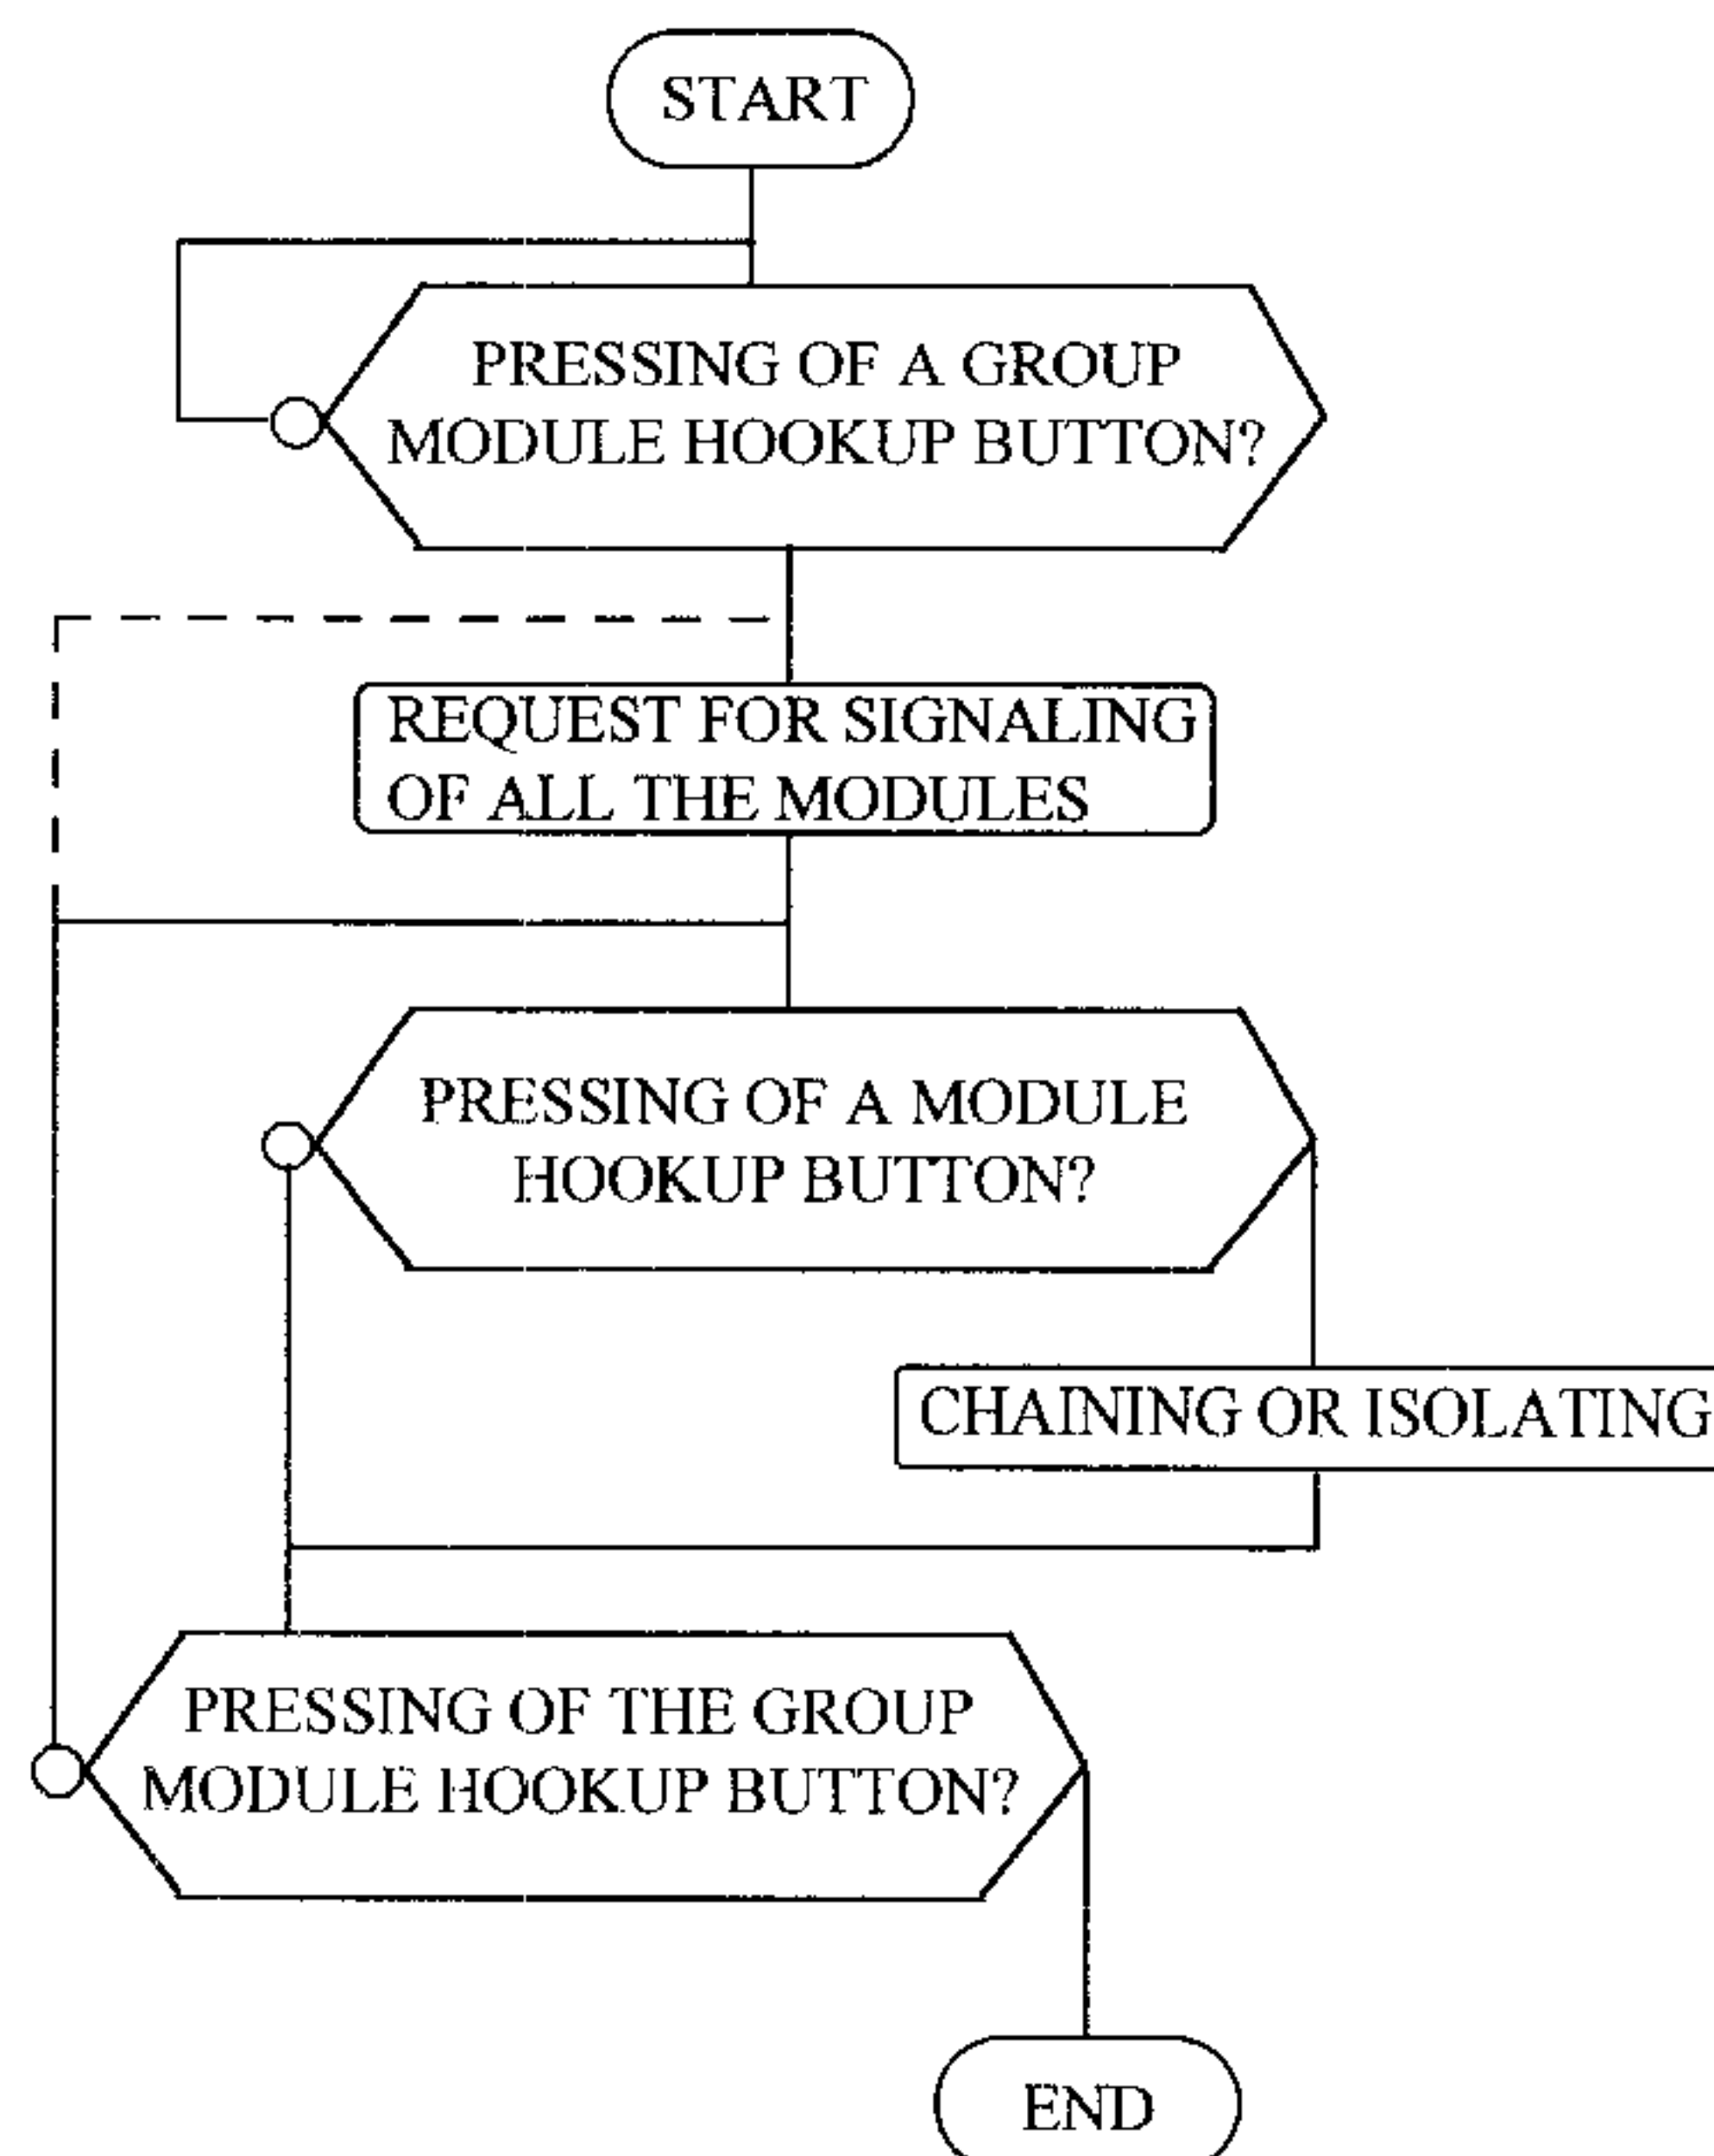 START
PRESSING OF A GROUP
MODULE HOOKUP BUTTON?
REQUEST FOR SIGNALING
OF ALL THE MODULES
PRESSING OF A MODULE
HOOKUP BUTTON?
CHAINING OR ISOLATING
PRESSING OF THE GROUP
MODULE HOOKUP BUTTON?
END